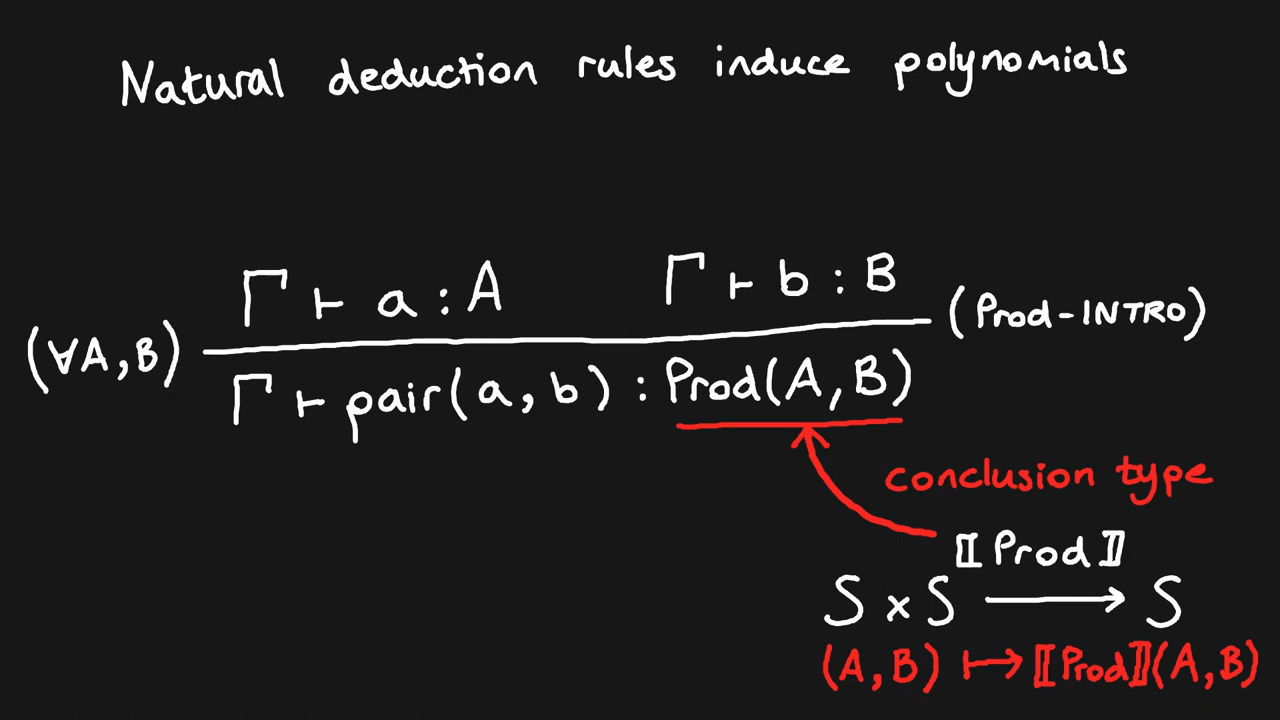 Natural deduction rules induce polynomials
Γ ⊢ a : A    Γ ⊢ b : B
(∀A, B)    (Prod-INTRO)
Γ ⊢ pair(a, b) : Prod(A, B)
conclusion type
⟦Prod⟧
S × S ⟶ S
(A, B) ↦ ⟦Prod⟧(A, B)